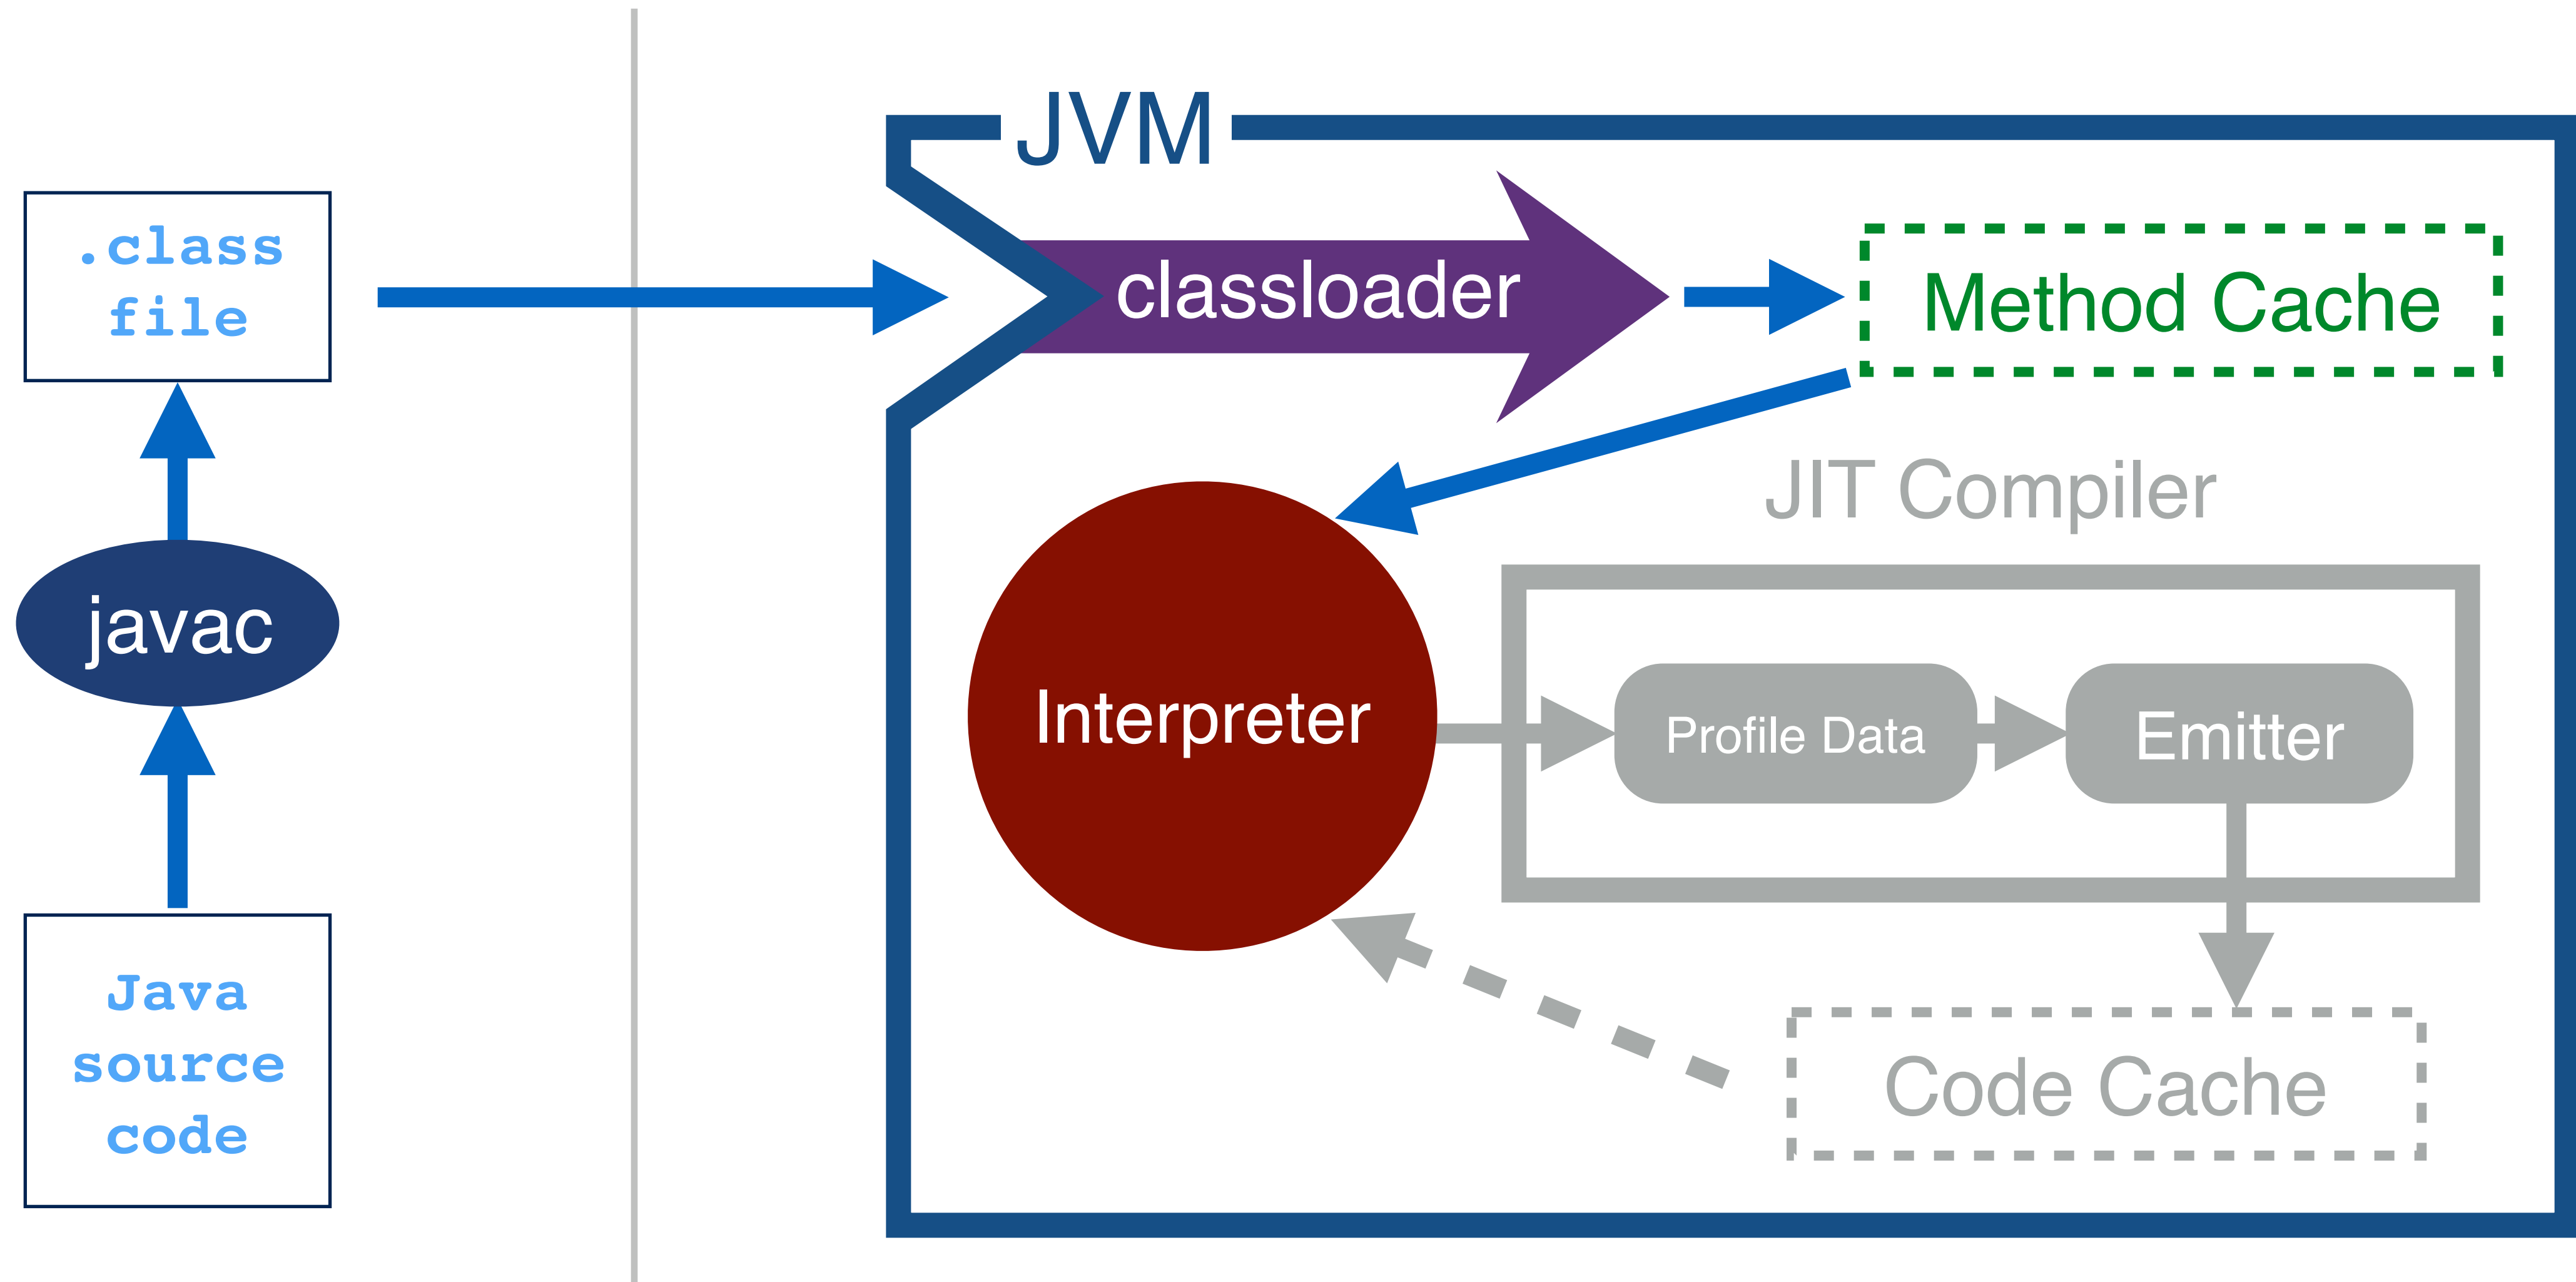 .class
file
javac
Java
source
code
JVM
classloader
Method Cache
JIT Compiler
Interpreter
Profile Data
Emitter
Code Cache